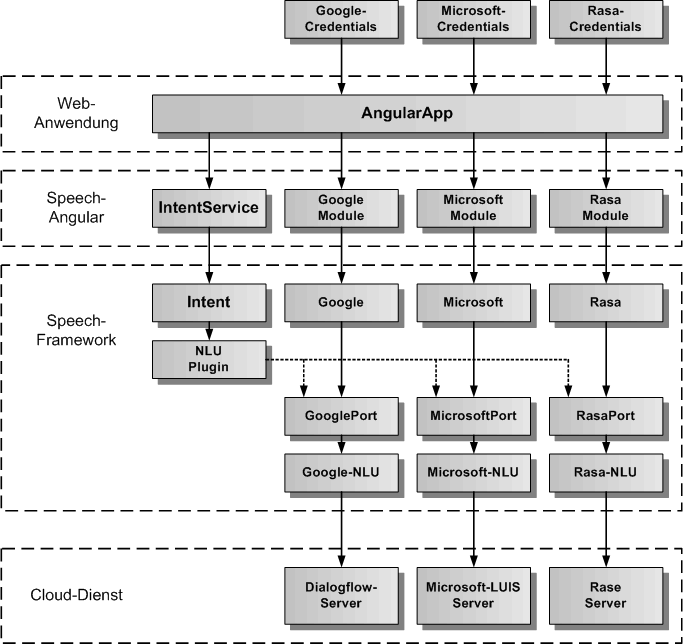 Google-
Credentials
Microsoft-
Credentials
Rasa-
Credentials
Web-
Anwendung
AngularApp
Speech-
Angular
IntentService
Google
Module
Microsoft
Module
Rasa
Module
Speech-
Framework
Intent
Google
Microsoft
Rasa
NLU
Plugin
GooglePort
MicrosoftPort
RasaPort
Google-NLU
Microsoft-NLU
Rasa-NLU
Cloud-Dienst
Dialogflow-
Server
Microsoft-LUIS
Server
Rase
Server